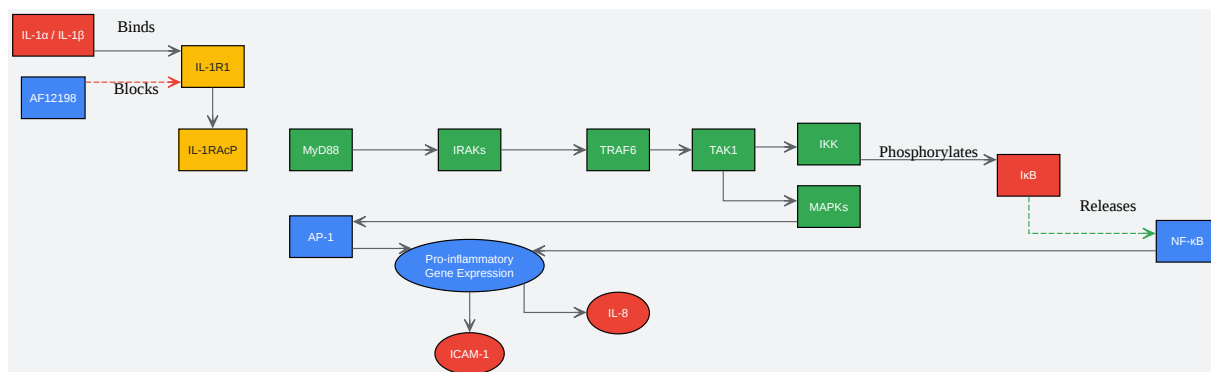 IL-1α / IL-1β
Binds
IL-1R1
AF12198
Blocks
IL-1RAcP
MyD88
IRAKs
TRAF6
TAK1
IKK
Phosphorylates
IκB
MAPKs
Releases
AP-1
NF-κB
Pro-inflammatory
Gene Expression
IL-8
ICAM-1